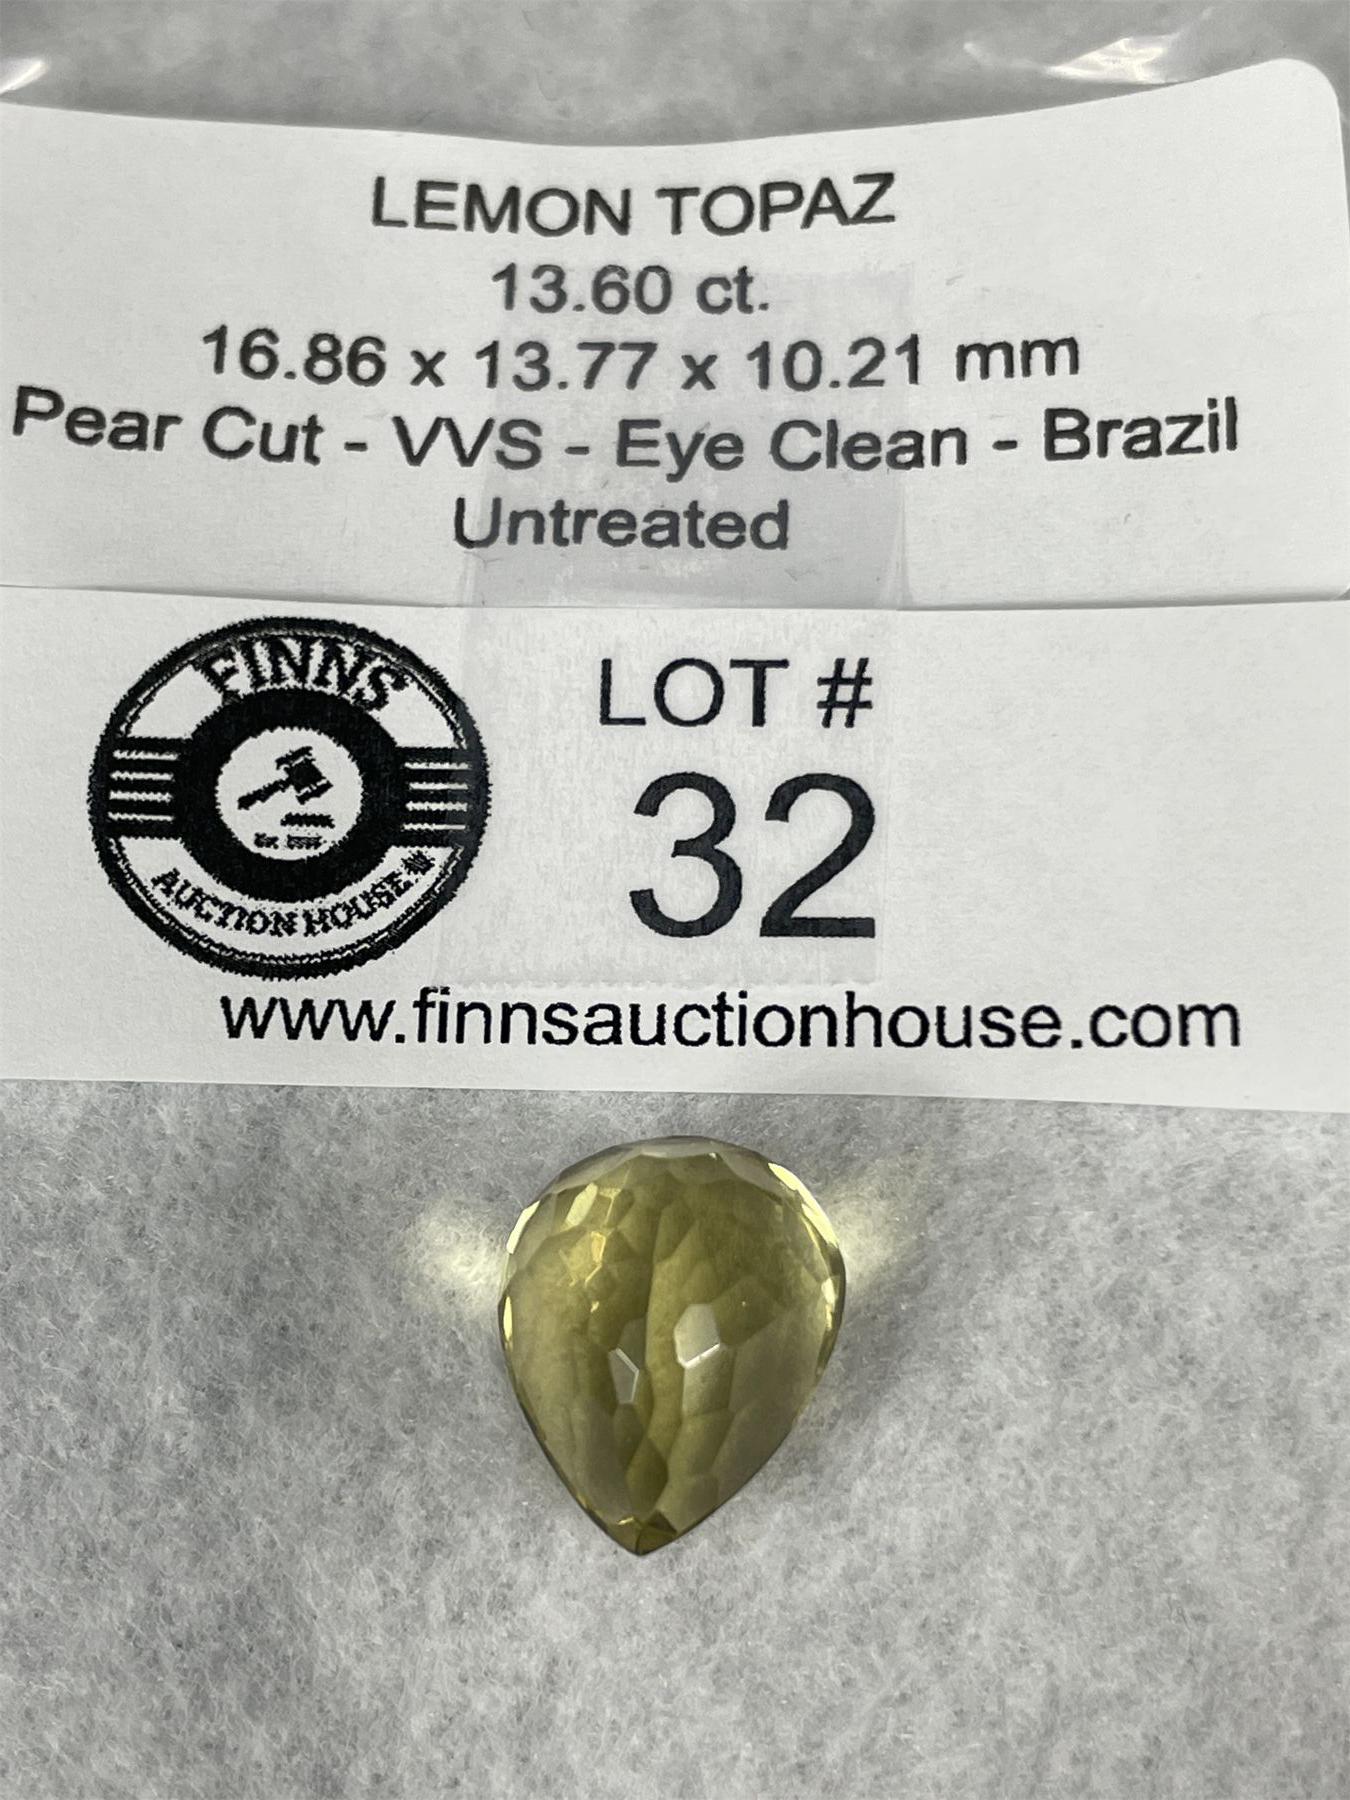 LEMON TOPAZ
13.60 ct.
16.86 x 13.77 x 10.21 mm
Pear Cut - VVS - Eye Clean - Brazil
Untreated
FINNS
AUCTION HOUSE
LOT #
32
www.finnsauctionhouse.com